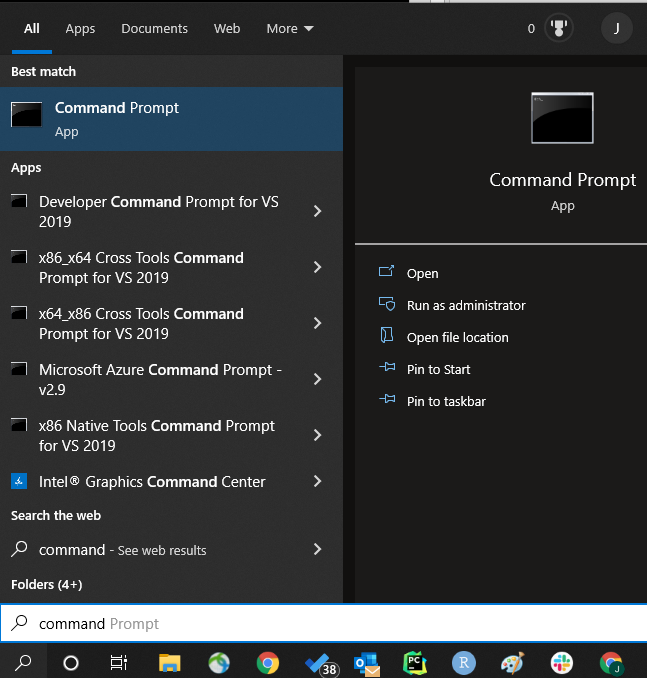 All Apps Documents Web More 0 J
Best match
Command Prompt
App
Apps
Developer Command Prompt for VS
2019
x86_x64 Cross Tools Command
Prompt for VS 2019
x64_x86 Cross Tools Command
Prompt for VS 2019
Microsoft Azure Command Prompt -
v2.9
x86 Native Tools Command Prompt
for VS 2019
Intel® Graphics Command Center
Search the web
command - See web results
Folders (4+)
command Prompt
Command Prompt
App
Open
Run as administrator
Open file location
Pin to Start
Pin to taskbar
38 PC R J